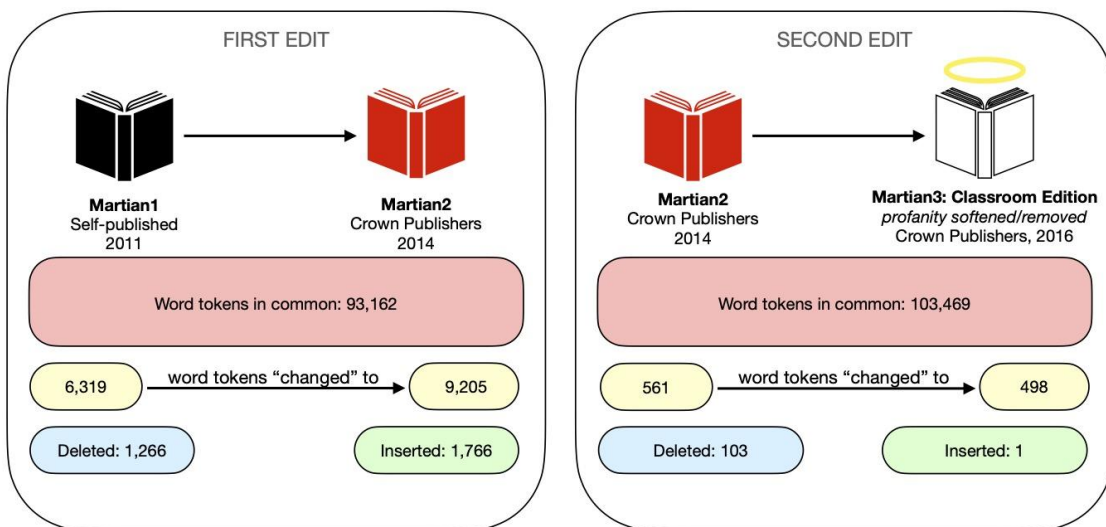 FIRST EDIT
Martian1
Self-published
2011
Martian2
Crown Publishers
2014
Word tokens in common: 93,162
6,319
word tokens “changed” to
9,205
Deleted: 1,266
Inserted: 1,766
SECOND EDIT
Martian2
Crown Publishers
2014
Martian3: Classroom Edition
profanity softened/removed
Crown Publishers, 2016
Word tokens in common: 103,469
561
word tokens “changed” to
498
Deleted: 103
Inserted: 1